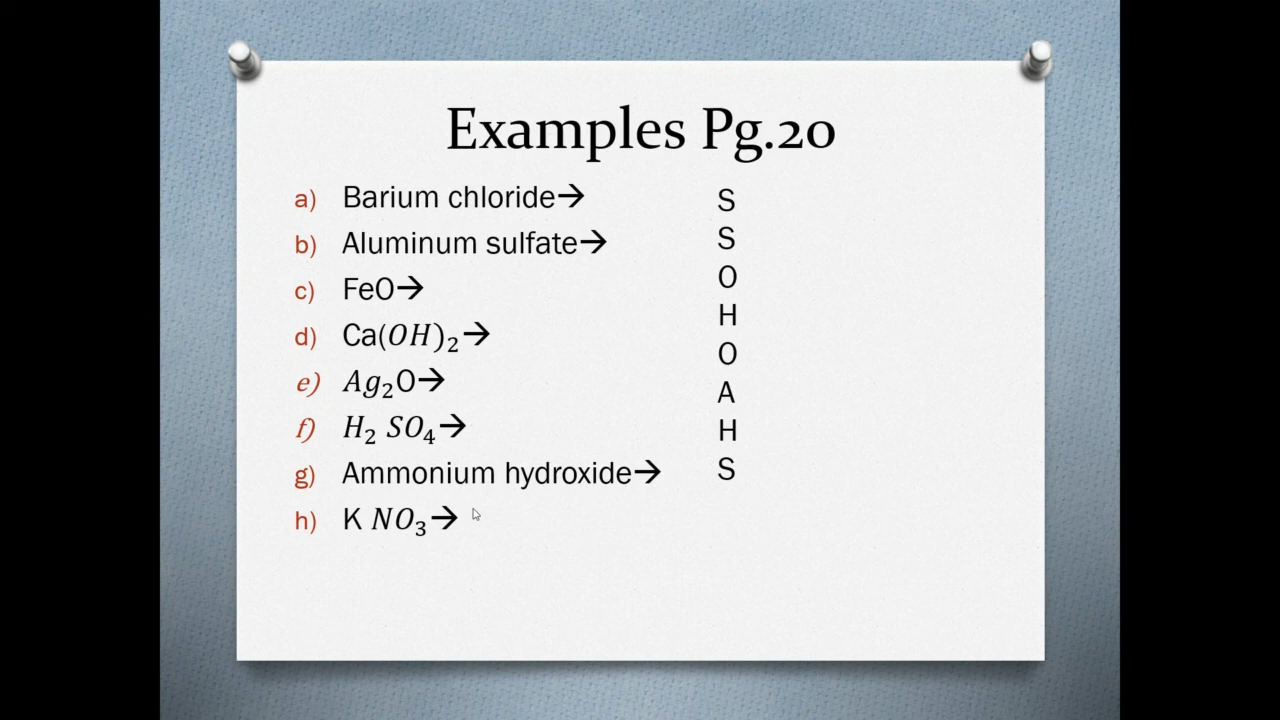 Examples Pg.20
a) Barium chloride→ S
b) Aluminum sulfate→ S
c) FeO→ O
d) Ca(OH)₂→ H
e) Ag₂O→ O
f) H₂ SO₄→ A
g) Ammonium hydroxide→ H
h) K NO₃→ S